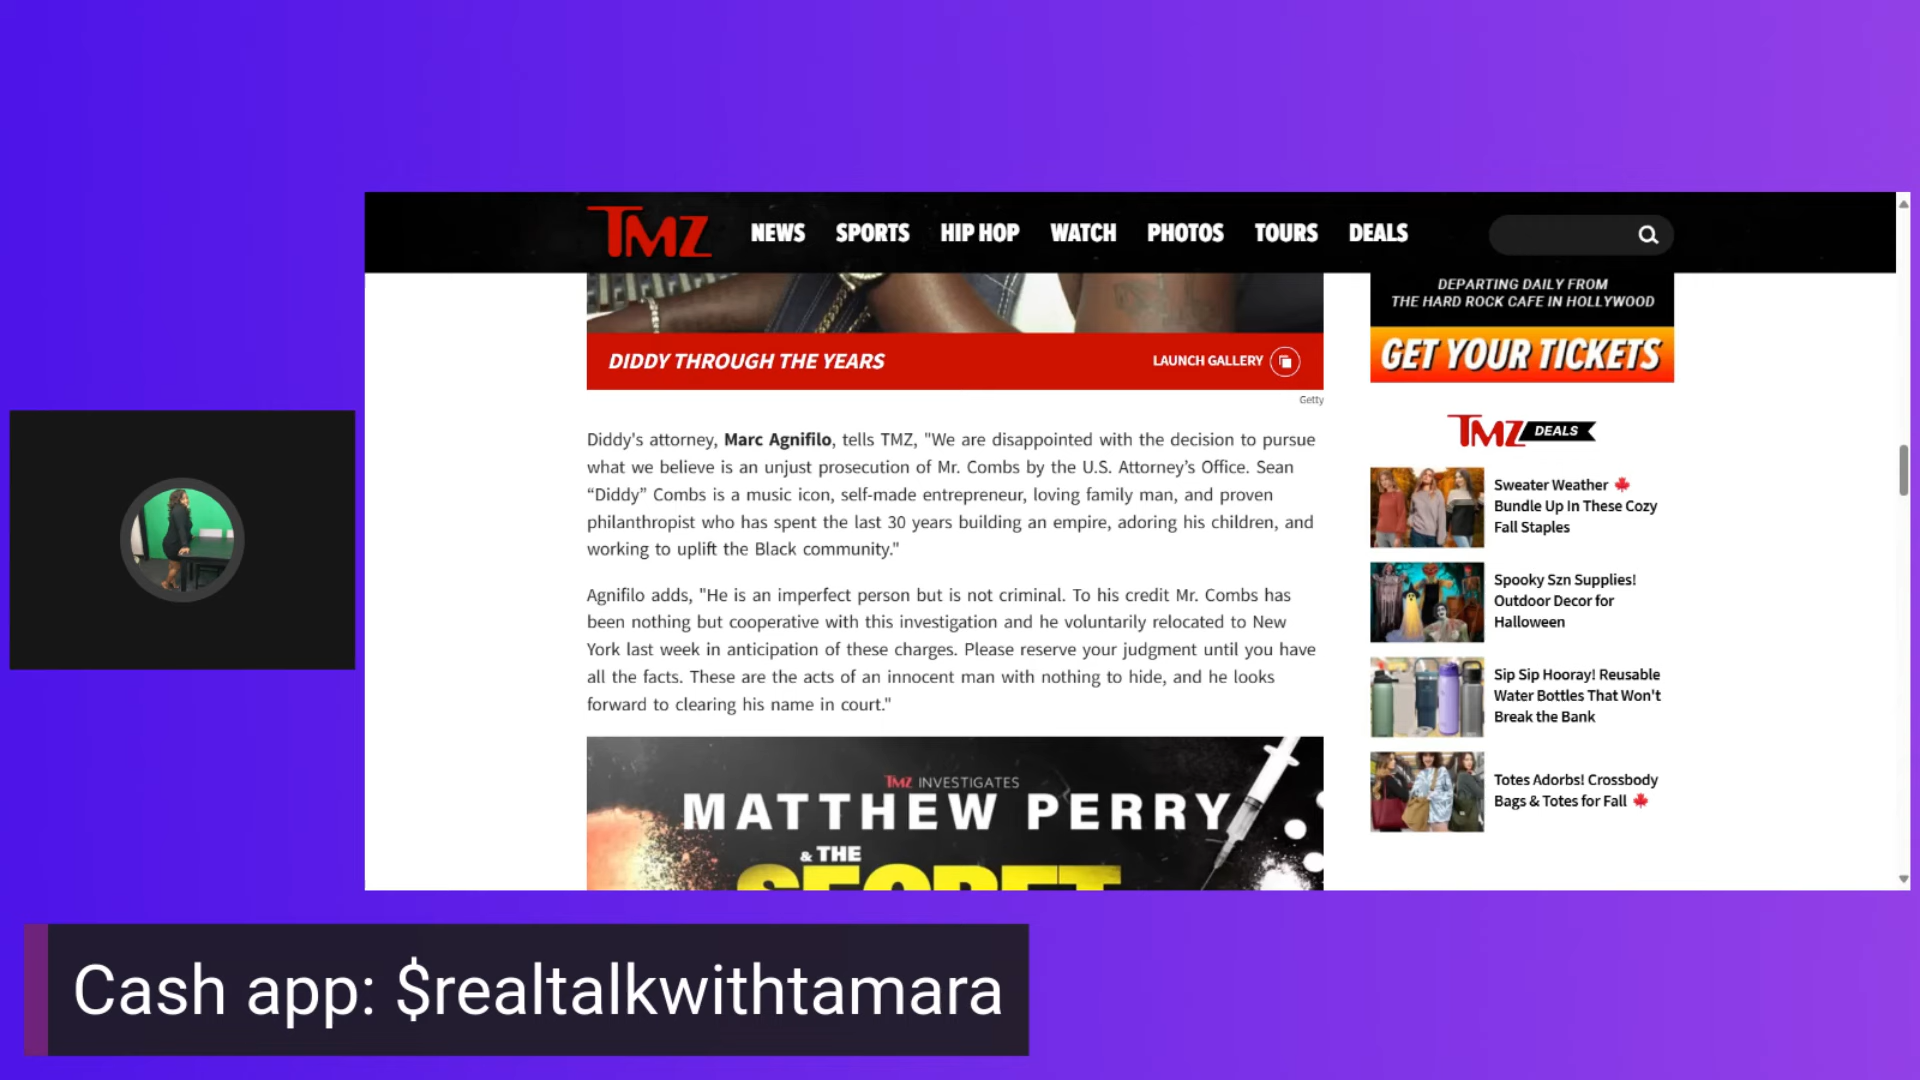 TMZ
NEWS SPORTS HIP HOP WATCH PHOTOS TOURS DEALS
DIDDY THROUGH THE YEARS
LAUNCH GALLERY
Getty
Diddy's attorney, Marc Agnifilo, tells TMZ, "We are disappointed with the decision to pursue
what we believe is an unjust prosecution of Mr. Combs by the U.S. Attorney’s Office. Sean
“Diddy” Combs is a music icon, self-made entrepreneur, loving family man, and proven
philanthropist who has spent the last 30 years building an empire, adoring his children, and
working to uplift the Black community."
Agnifilo adds, "He is an imperfect person but is not criminal. To his credit Mr. Combs has
been nothing but cooperative with this investigation and he voluntarily relocated to New
York last week in anticipation of these charges. Please reserve your judgment until you have
all the facts. These are the acts of an innocent man with nothing to hide, and he looks
forward to clearing his name in court."
TMZ INVESTIGATES
MATTHEW PERRY
& THE
SECRET
DEPARTING DAILY FROM
THE HARD ROCK CAFE IN HOLLYWOOD
GET YOUR TICKETS
TMZ DEALS
Sweater Weather 🍁
Bundle Up In These Cozy
Fall Staples
Spooky Szn Supplies!
Outdoor Decor for
Halloween
Sip Sip Hooray! Reusable
Water Bottles That Won't
Break the Bank
Totes Adorbs! Crossbody
Bags & Totes for Fall 🍁
Cash app: $realtalkwithtamara